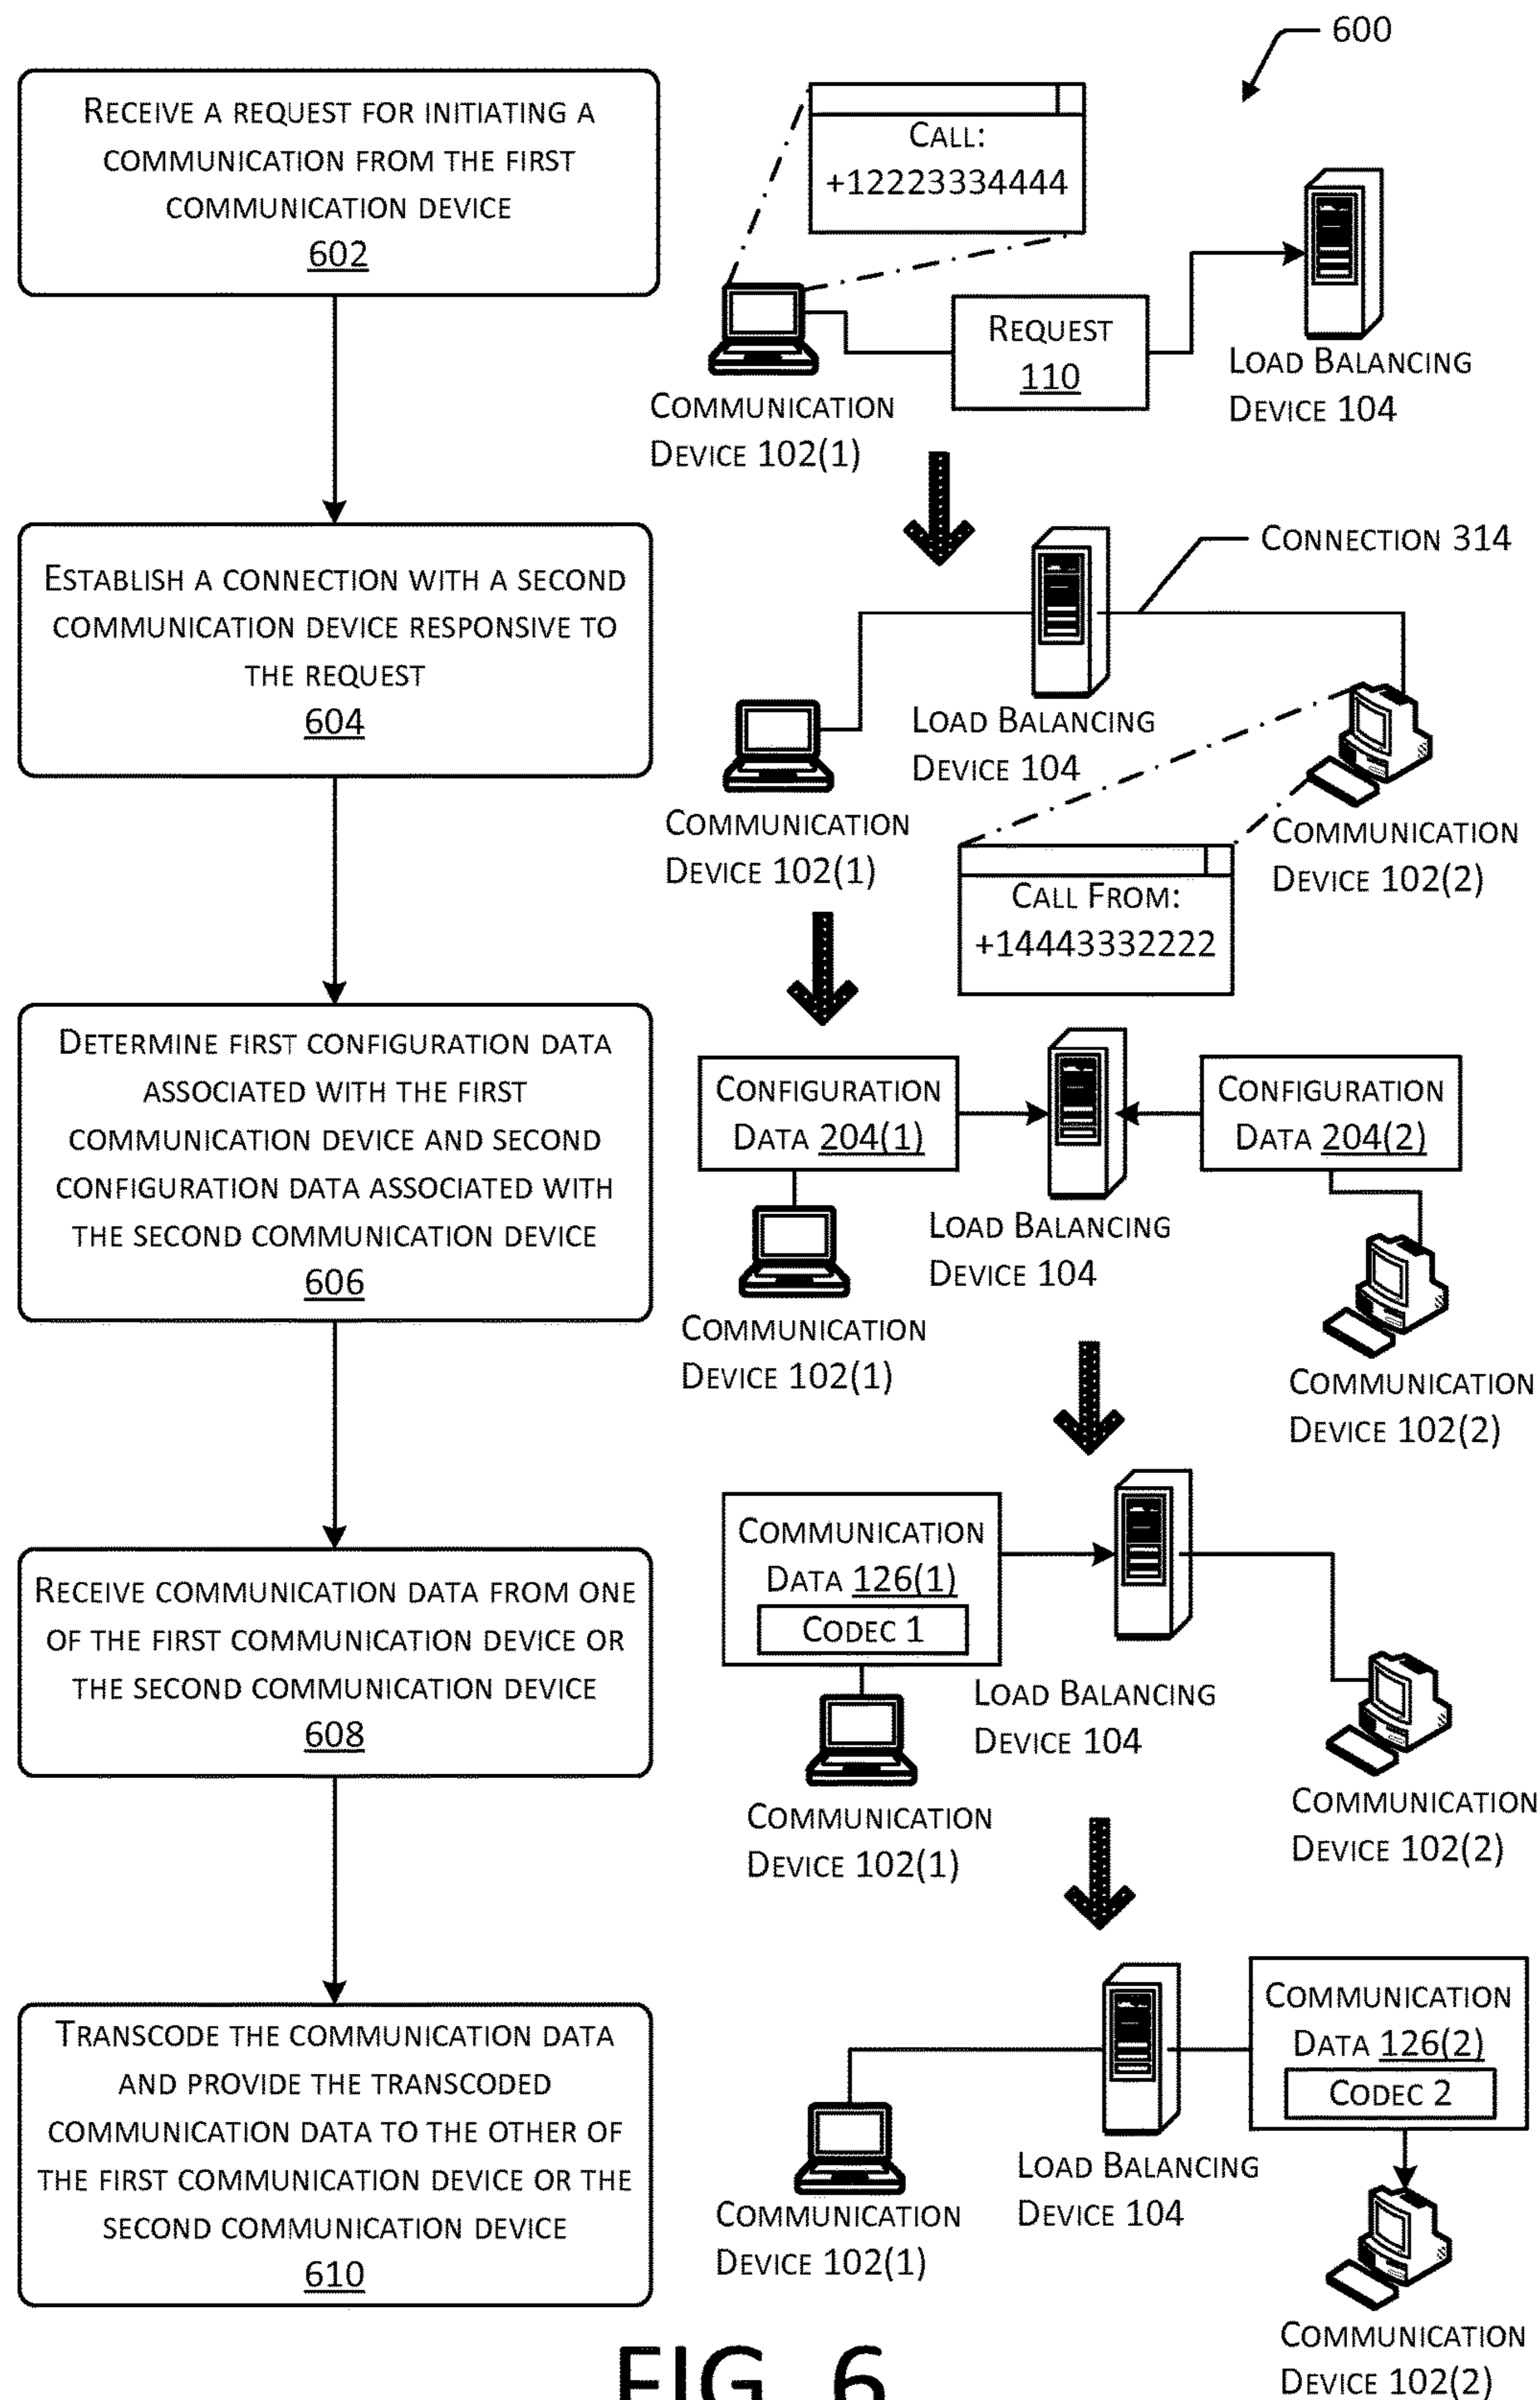 600
RECEIVE A REQUEST FOR INITIATING A
COMMUNICATION FROM THE FIRST
COMMUNICATION DEVICE
602
CALL:
+12223334444
REQUEST
110
COMMUNICATION
DEVICE 102(1)
LOAD BALANCING
DEVICE 104
ESTABLISH A CONNECTION WITH A SECOND
COMMUNICATION DEVICE RESPONSIVE TO
THE REQUEST
604
CONNECTION 314
LOAD BALANCING
DEVICE 104
COMMUNICATION
DEVICE 102(1)
COMMUNICATION
DEVICE 102(2)
CALL FROM:
+14443332222
DETERMINE FIRST CONFIGURATION DATA
ASSOCIATED WITH THE FIRST
COMMUNICATION DEVICE AND SECOND
CONFIGURATION DATA ASSOCIATED WITH
THE SECOND COMMUNICATION DEVICE
606
CONFIGURATION
DATA 204(1)
CONFIGURATION
DATA 204(2)
LOAD BALANCING
DEVICE 104
COMMUNICATION
DEVICE 102(1)
COMMUNICATION
DEVICE 102(2)
RECEIVE COMMUNICATION DATA FROM ONE
OF THE FIRST COMMUNICATION DEVICE OR
THE SECOND COMMUNICATION DEVICE
608
COMMUNICATION
DATA 126(1)
CODEC 1
LOAD BALANCING
DEVICE 104
COMMUNICATION
DEVICE 102(1)
COMMUNICATION
DEVICE 102(2)
TRANSCODE THE COMMUNICATION DATA
AND PROVIDE THE TRANSCODED
COMMUNICATION DATA TO THE OTHER OF
THE FIRST COMMUNICATION DEVICE OR THE
SECOND COMMUNICATION DEVICE
610
COMMUNICATION
DATA 126(2)
CODEC 2
LOAD BALANCING
DEVICE 104
COMMUNICATION
DEVICE 102(1)
COMMUNICATION
DEVICE 102(2)
FIG. 6